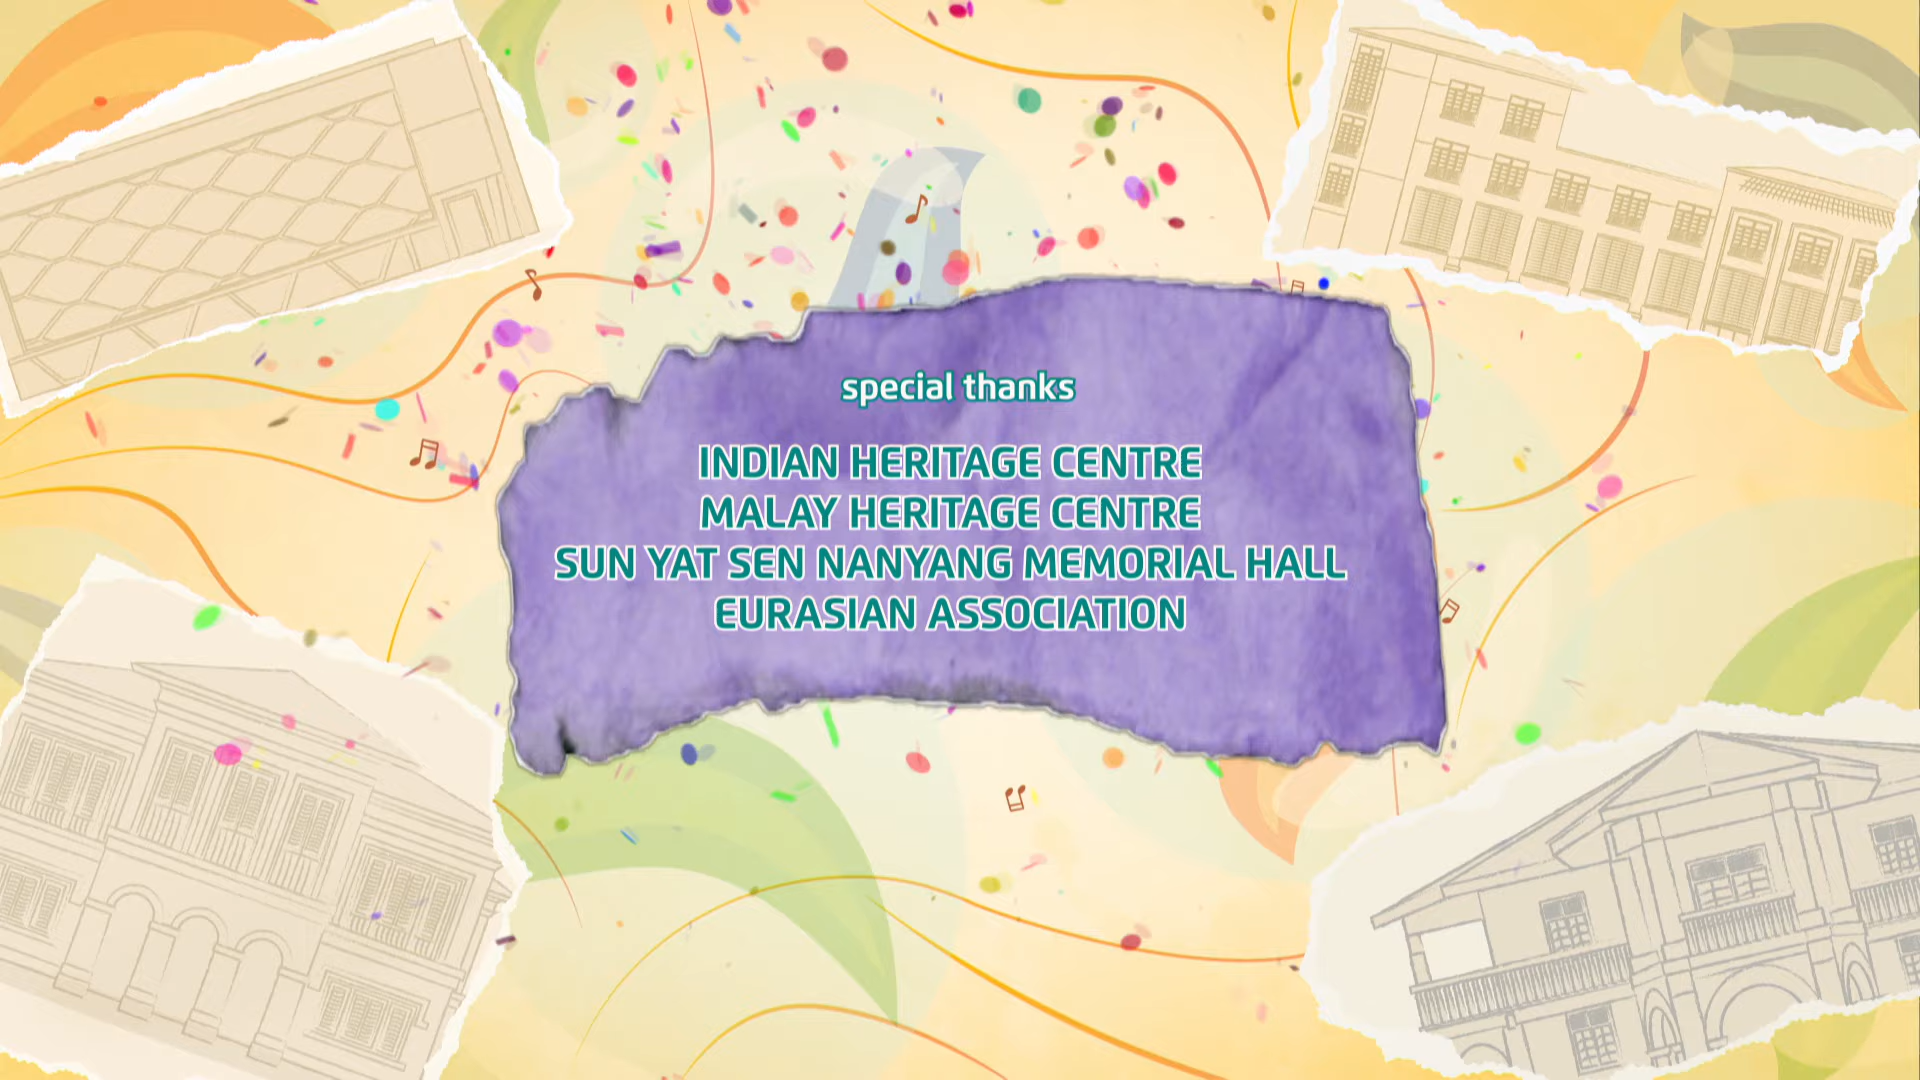 special thanks
INDIAN HERITAGE CENTRE
MALAY HERITAGE CENTRE
SUN YAT SEN NANYANG MEMORIAL HALL
EURASIAN ASSOCIATION